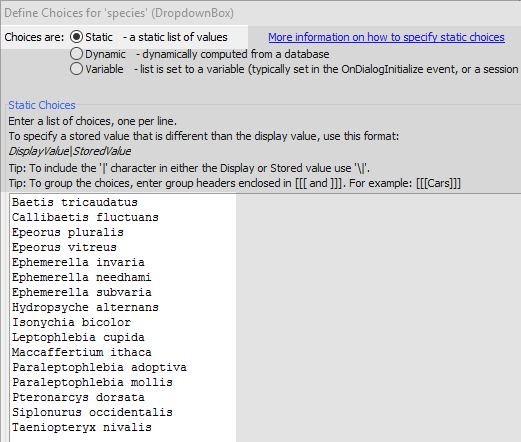 Define Choices for 'species' (DropdownBox)
Choices are: Static - a static list of values More information on how to specify static choices
Dynamic - dynamically computed from a database
Variable - list is set to a variable (typically set in the OnDialogInitialize event, or a session
Static Choices
Enter a list of choices, one per line.
To specify a stored value that is different than the display value, use this format:
DisplayValue|StoredValue
Tip: To include the '|' character in either the Display or Stored value use '\|'.
Tip: To group the choices, enter group headers enclosed in [[[ and ]]]. For example: [[[Cars]]]
Baetis tricaudatus
Callibaetis fluctuans
Epeorus pluralis
Epeorus vitreus
Ephemerella invaria
Ephemerella needhami
Ephemerella subvaria
Hydropsyche alternans
Isonychia bicolor
Leptophlebia cupida
Maccaffertium ithaca
Paraleptophlebia adoptiva
Paraleptophlebia mollis
Pteronarcys dorsata
Siplonurus occidentalis
Taeniopteryx nivalis